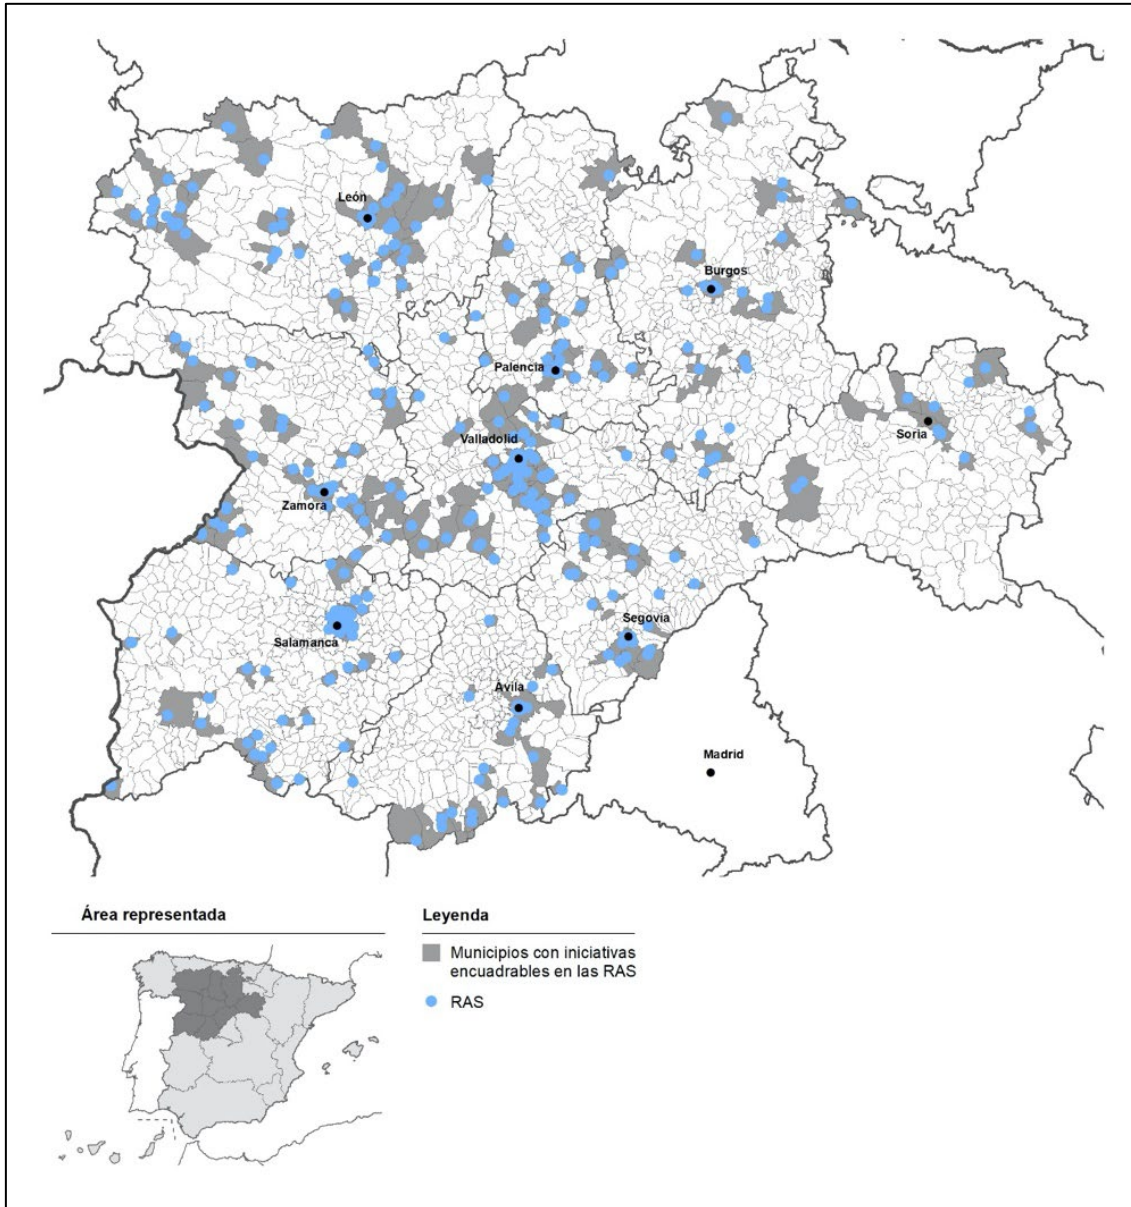 León
Burgos
Palencia
Soria
Valladolid
Zamora
Segovia
Salamanca
Ávila
Madrid
Área representada
Leyenda
Municipios con iniciativas
encuadrables en las RAS
RAS